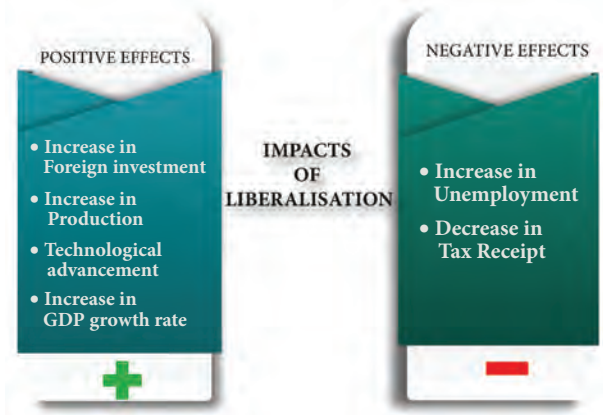 POSITIVE EFFECTS
• Increase in
Foreign investment
• Increase in
Production
• Technological
advancement
• Increase in
GDP growth rate
IMPACTS
OF
LIBERALISATION
NEGATIVE EFFECTS
• Increase in
Unemployment
• Decrease in
Tax Receipt